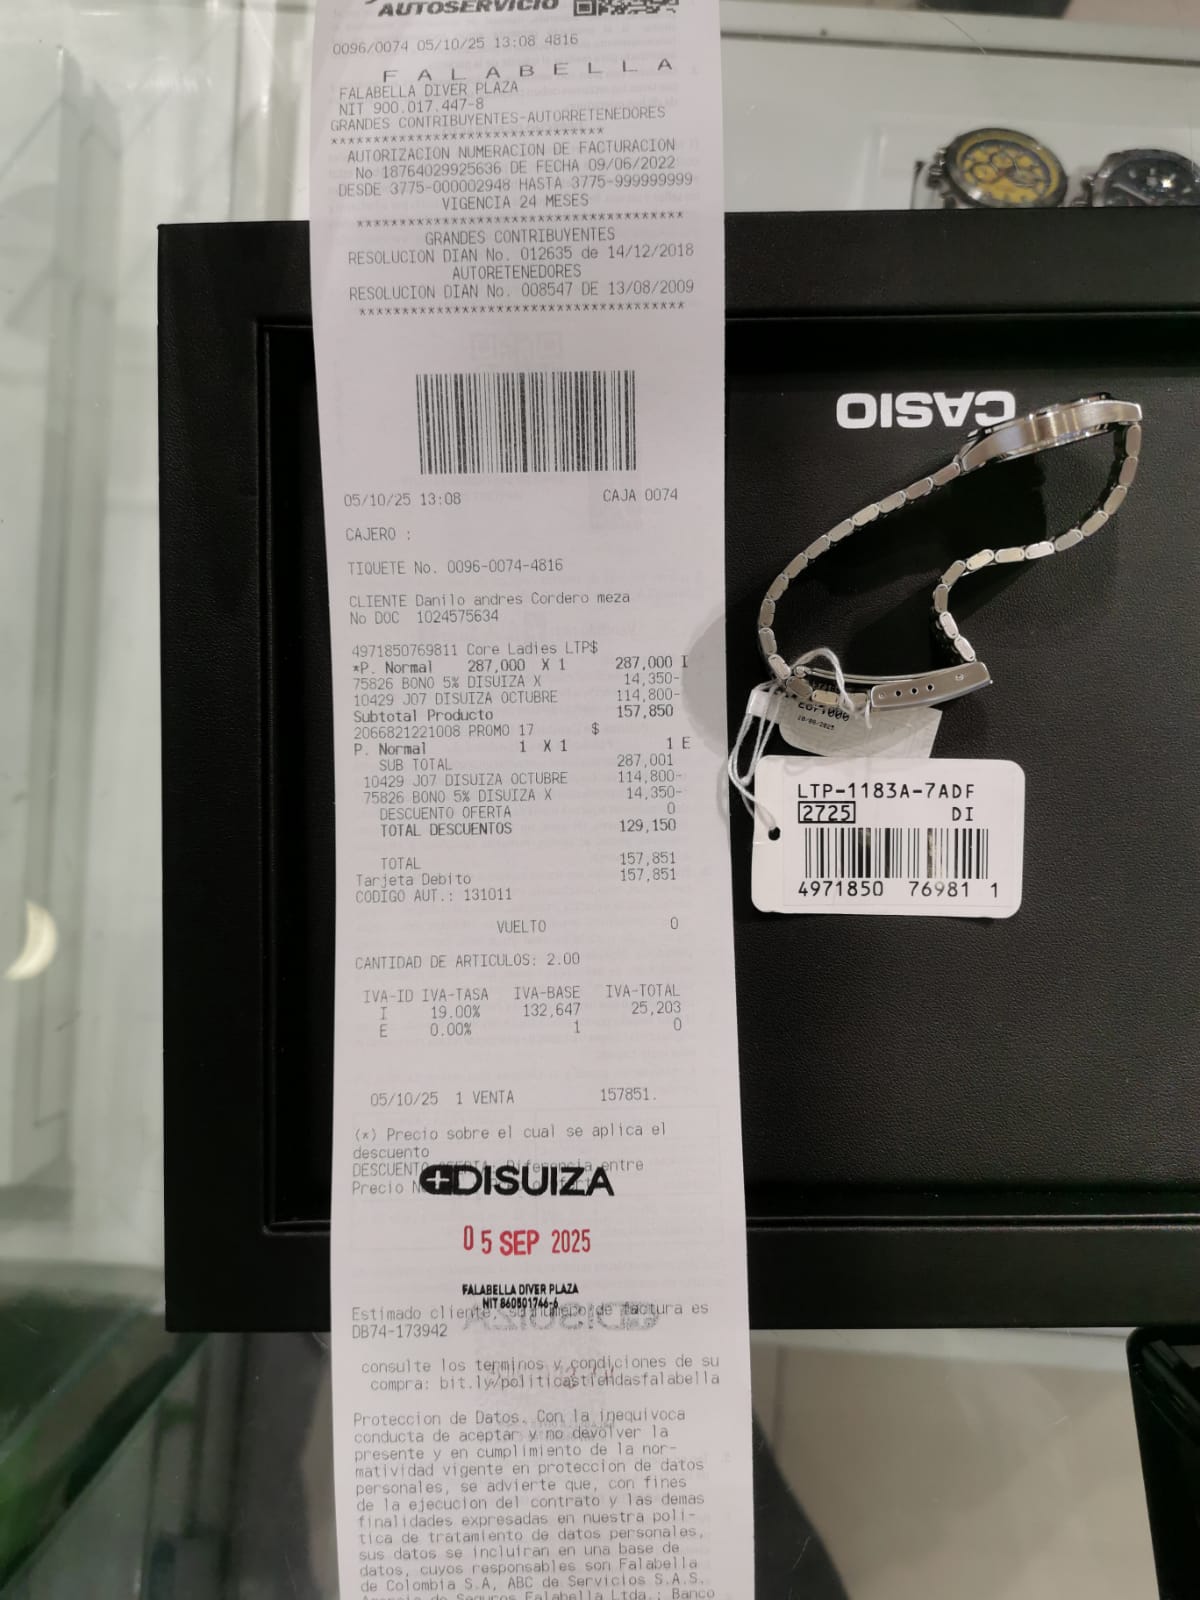 AUTOSERVICIO
0096/0074 05/10/25 13:08 4816
FALABELLA
FALABELLA DIVER PLAZA
NIT 900.017.447-8
GRANDES CONTRIBUYENTES-AUTORRETENEDORES
********************************
AUTORIZACION NUMERACION DE FACTURACION
No 18764029925636 DE FECHA 09/06/2022
DESDE 3775-000002948 HASTA 3775-999999999
VIGENCIA 24 MESES
**************************************
GRANDES CONTRIBUYENTES
RESOLUCION DIAN No. 012635 de 14/12/2018
AUTORETENEDORES
RESOLUCION DIAN No. 008547 DE 13/08/2009
**************************************
05/10/25 13:08 CAJA 0074
CAJERO :
TIQUETE No. 0096-0074-4816
CLIENTE Danilo andres Cordero meza
No DOC 1024575634
4971850769811 Core Ladies LTP$
*P. Normal 287,000 X 1 287,000 I
75826 BONO 5% DISUIZA X 14,350-
10429 J07 DISUIZA OCTUBRE 114,800-
Subtotal Producto 157,850
2066821221008 PROMO 17 $
P. Normal 1 X 1 1 E
SUB TOTAL 287,001
10429 J07 DISUIZA OCTUBRE 114,800-
75826 BONO 5% DISUIZA X 14,350-
DESCUENTO OFERTA 0
TOTAL DESCUENTOS 129,150
TOTAL 157,851
Tarjeta Debito 157,851
CODIGO AUT.: 131011
VUELTO 0
CANTIDAD DE ARTICULOS: 2.00
IVA-ID IVA-TASA IVA-BASE IVA-TOTAL
I 19.00% 132,647 25,203
E 0.00% 1 0
05/10/25 1 VENTA 157851.
(*) Precio sobre el cual se aplica el
descuento
DESCUENTO OFERTA: Diferencia entre
Precio
DISUIZA
05 SEP 2025
FALABELLA DIVER PLAZA
NIT 860501746-6
Estimado cliente, su numero de factura es
DB74-173942
consulte los terminos y condiciones de su
compra: bit.ly/politicastiendasfalabella
Proteccion de Datos. Con la inequivoca
conducta de aceptar y no devolver la
presente y en cumplimiento de la nor-
matividad vigente en proteccion de datos
personales, se advierte que, con fines
de la ejecucion del contrato y las demas
finalidades expresadas en nuestra poli-
tica de tratamiento de datos personales,
sus datos se incluiran en una base de
datos, cuyos responsables son Falabella
de Colombia S.A, ABC de Servicios S.A.S.
Agencia de Seguros Falabella Ltda.; Banco
CASIO
LTP-1183A-7ADF
2725 DI
4971850 76981 1